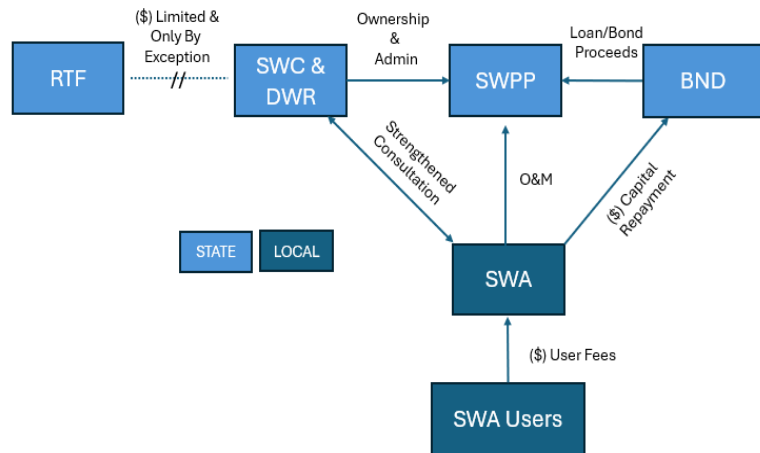 ($) Limited &
Only By
Exception
Ownership
&
Admin
Loan/Bond
Proceeds
RTF
SWC &
DWR
SWPP
BND
Strengthened
Consultation
O&M
($) Capital
Repayment
STATE
LOCAL
SWA
($) User Fees
SWA Users